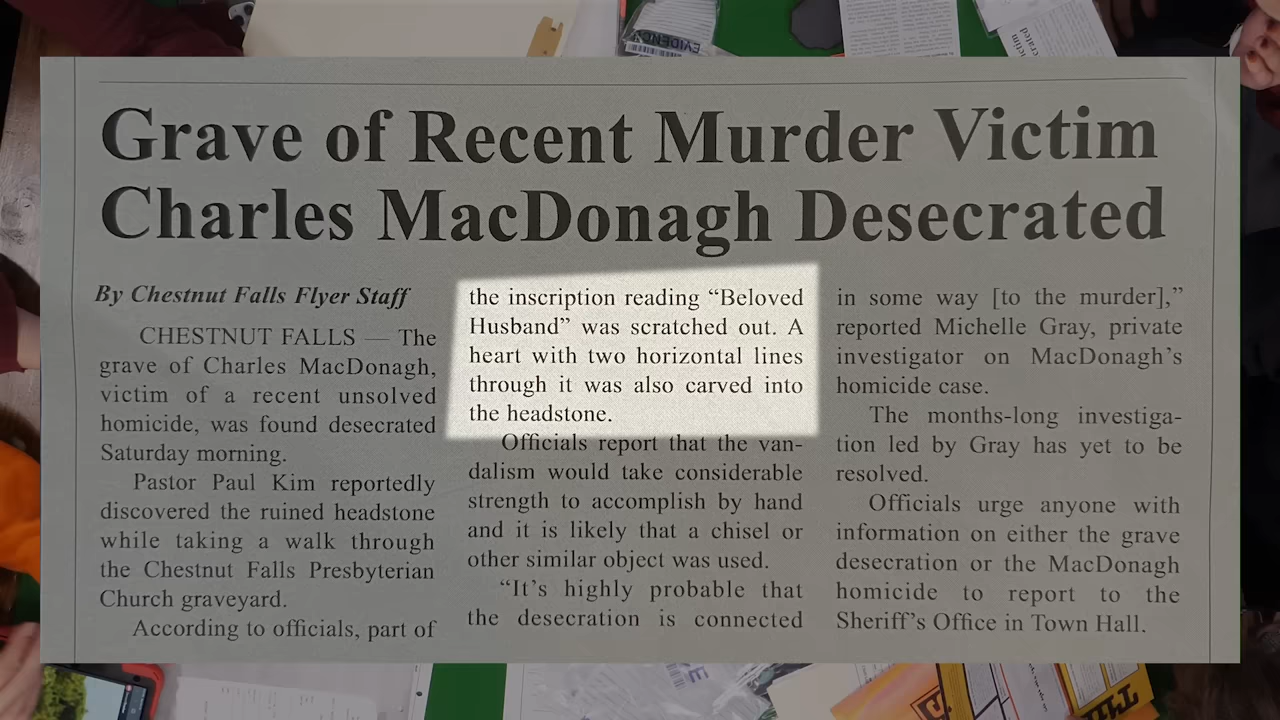 EVIDENCE
Grave of Recent Murder Victim
Charles MacDonagh Desecrated
By Chestnut Falls Flyer Staff
CHESTNUT FALLS — The
grave of Charles MacDonagh,
victim of a recent unsolved
homicide, was found desecrated
Saturday morning.
Pastor Paul Kim reportedly
discovered the ruined headstone
while taking a walk through
the Chestnut Falls Presbyterian
Church graveyard.
According to officials, part of
the inscription reading “Beloved
Husband” was scratched out. A
heart with two horizontal lines
through it was also carved into
the headstone.
Officials report that the van-
dalism would take considerable
strength to accomplish by hand
and it is likely that a chisel or
other similar object was used.
“It’s highly probable that
the desecration is connected
in some way [to the murder],”
reported Michelle Gray, private
investigator on MacDonagh’s
homicide case.
The months-long investiga-
tion led by Gray has yet to be
resolved.
Officials urge anyone with
information on either the grave
desecration or the MacDonagh
homicide to report to the
Sheriff’s Office in Town Hall.